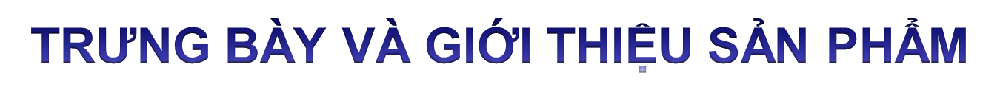 TRƯNG BÀY VÀ GIỚI THIỆU SẢN PHẨM